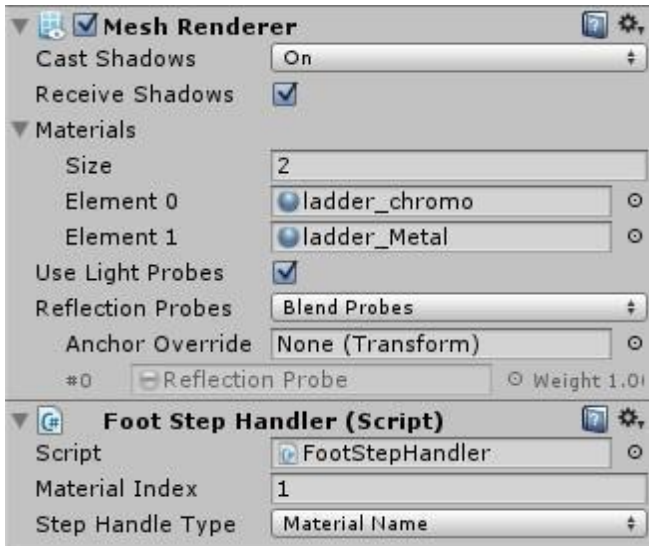 Mesh Renderer
Cast Shadows On
Receive Shadows
Materials
Size 2
Element 0 ladder_chromo
Element 1 ladder_Metal
Use Light Probes
Reflection Probes Blend Probes
Anchor Override None (Transform)
#0 Reflection Probe Weight 1.0
Foot Step Handler (Script)
Script FootStepHandler
Material Index 1
Step Handle Type Material Name